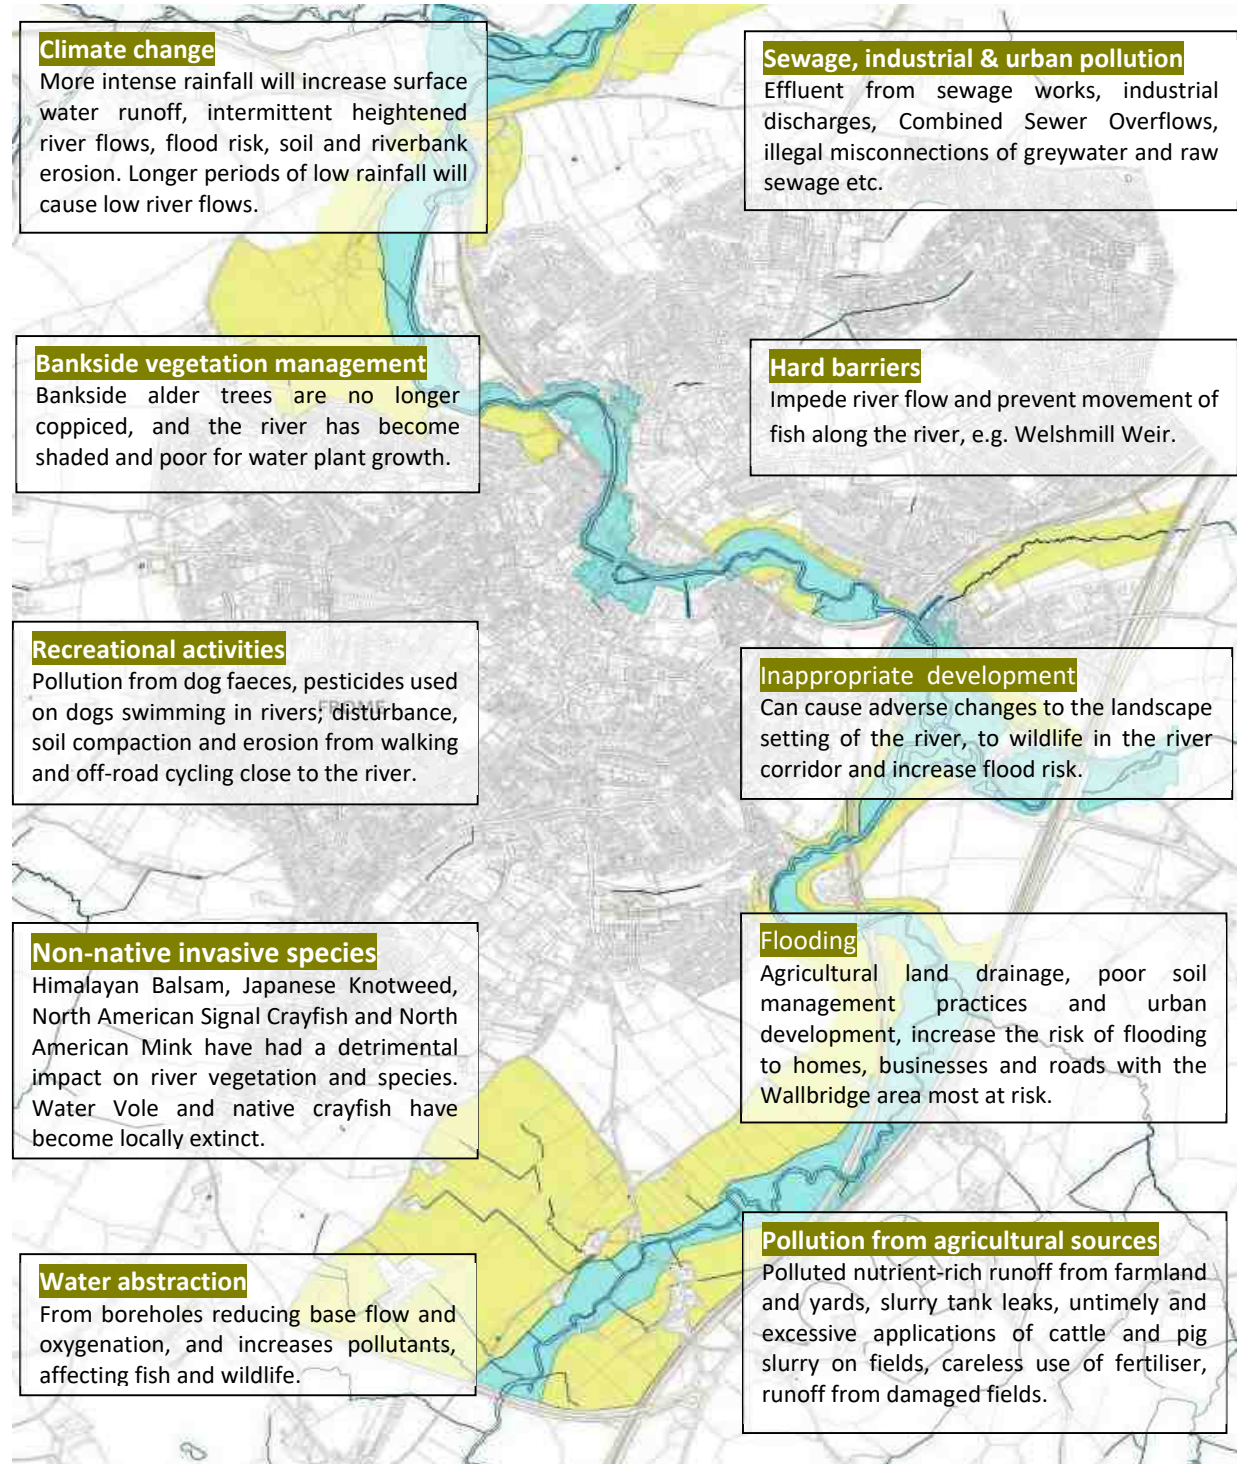 Climate change
More intense rainfall will increase surface
water runoff, intermittent heightened
river flows, flood risk, soil and riverbank
erosion. Longer periods of low rainfall will
cause low river flows.
Sewage, industrial & urban pollution
Effluent from sewage works, industrial
discharges, Combined Sewer Overflows,
illegal misconnections of greywater and raw
sewage etc.
Bankside vegetation management
Bankside alder trees are no longer
coppiced, and the river has become
shaded and poor for water plant growth.
Hard barriers
Impede river flow and prevent movement of
fish along the river, e.g. Welshmill Weir.
Recreational activities
Pollution from dog faeces, pesticides used
on dogs swimming in rivers; disturbance,
soil compaction and erosion from walking
and off-road cycling close to the river.
FROME
Inappropriate development
Can cause adverse changes to the landscape
setting of the river, to wildlife in the river
corridor and increase flood risk.
Non-native invasive species
Himalayan Balsam, Japanese Knotweed,
North American Signal Crayfish and North
American Mink have had a detrimental
impact on river vegetation and species.
Water Vole and native crayfish have
become locally extinct.
Flooding
Agricultural land drainage, poor soil
management practices and urban
development, increase the risk of flooding
to homes, businesses and roads with the
Wallbridge area most at risk.
Water abstraction
From boreholes reducing base flow and
oxygenation, and increases pollutants,
affecting fish and wildlife.
Pollution from agricultural sources
Polluted nutrient-rich runoff from farmland
and yards, slurry tank leaks, untimely and
excessive applications of cattle and pig
slurry on fields, careless use of fertiliser,
runoff from damaged fields.